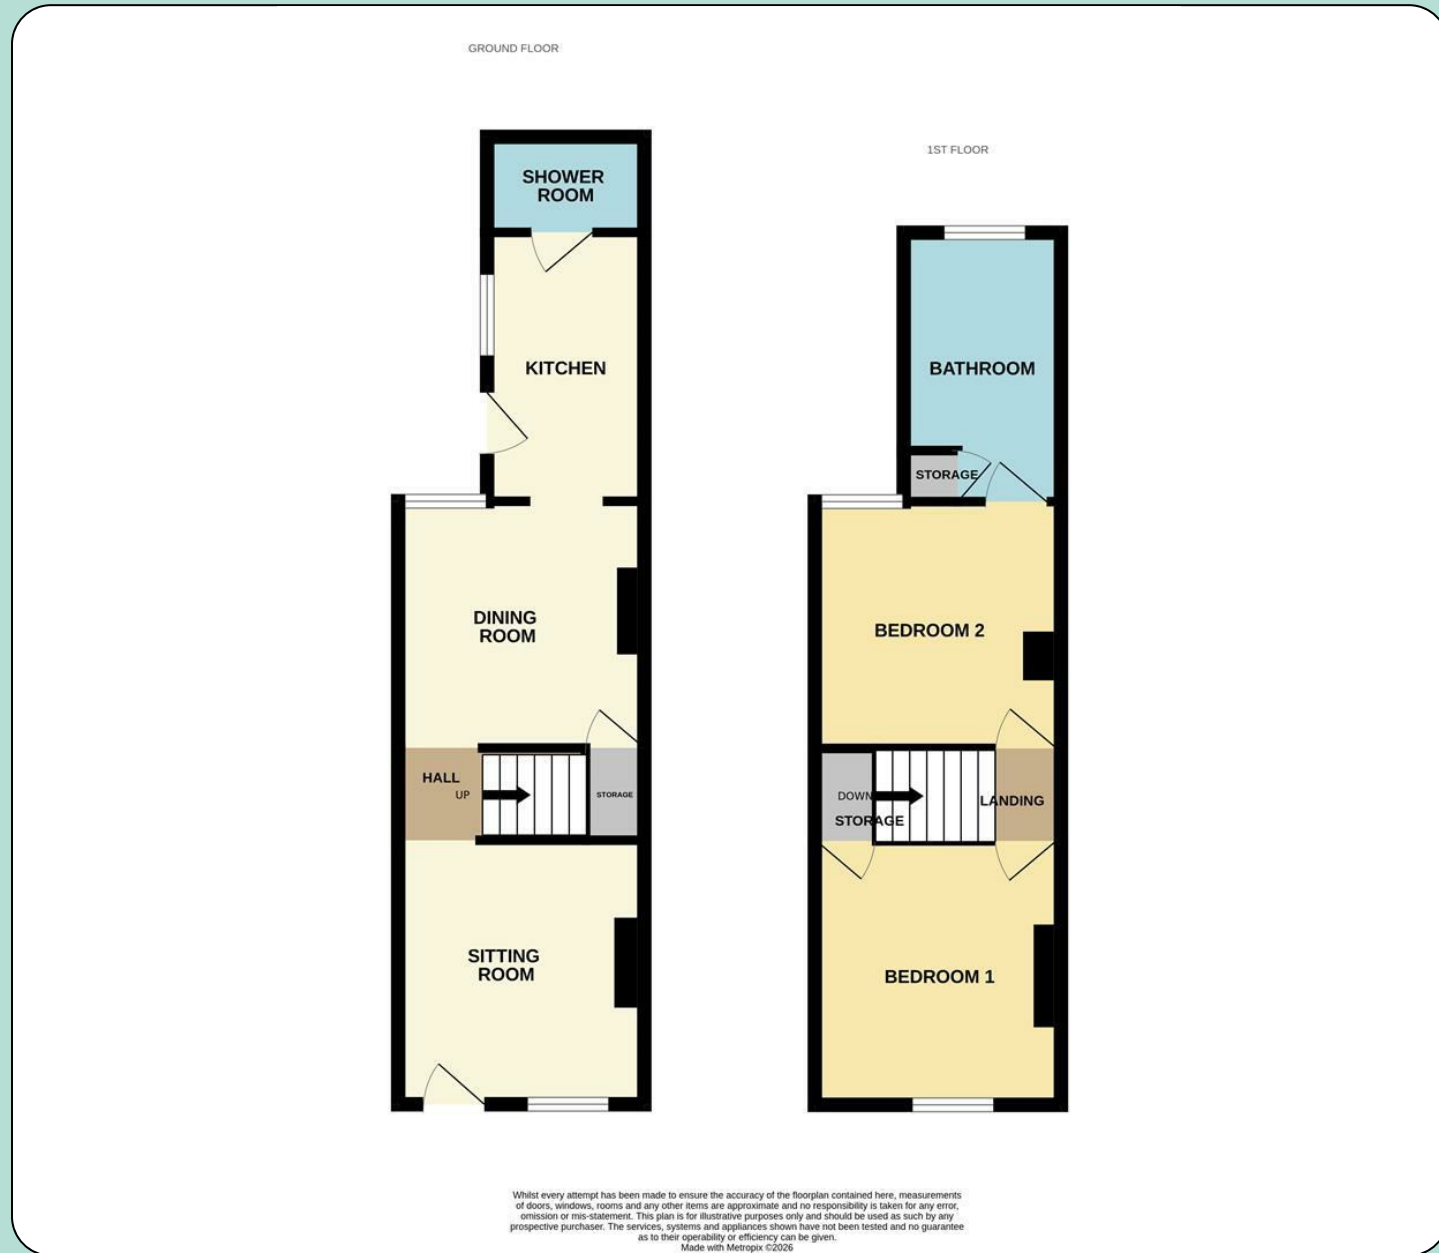 GROUND FLOOR
SHOWER
ROOM
KITCHEN
DINING
ROOM
HALL
UP
STORAGE
SITTING
ROOM
1ST FLOOR
BATHROOM
STORAGE
BEDROOM 2
DOWN
LANDING
STORAGE
BEDROOM 1
Whilst every attempt has been made to ensure the accuracy of the floorplan contained here, measurements
of doors, windows, rooms and any other items are approximate and no responsibility is taken for any error,
omission or mis-statement. This plan is for illustrative purposes only and should be used as such by any
prospective purchaser. The services, systems and appliances shown have not been tested and no guarantee
as to their operability or efficiency can be given.
Made with Metropix ©2026